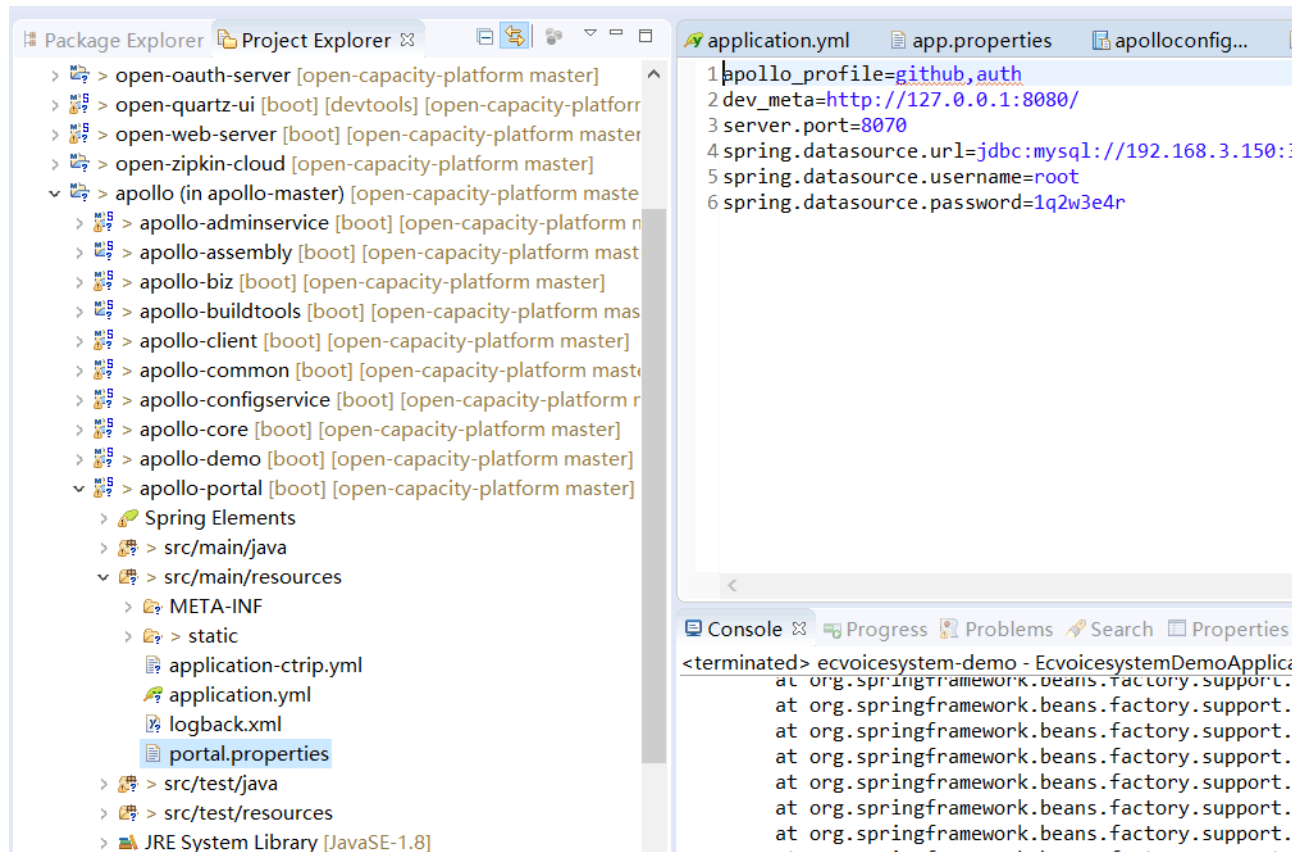 Package Explorer
Project Explorer
> open-oauth-server [open-capacity-platform master]
> open-quartz-ui [boot] [devtools] [open-capacity-platforr
> open-web-server [boot] [open-capacity-platform master
> open-zipkin-cloud [open-capacity-platform master]
> apollo (in apollo-master) [open-capacity-platform maste
> apollo-adminservice [boot] [open-capacity-platform n
> apollo-assembly [boot] [open-capacity-platform mast
> apollo-biz [boot] [open-capacity-platform master]
> apollo-buildtools [boot] [open-capacity-platform mas
> apollo-client [boot] [open-capacity-platform master]
> apollo-common [boot] [open-capacity-platform maste
> apollo-configservice [boot] [open-capacity-platform r
> apollo-core [boot] [open-capacity-platform master]
> apollo-demo [boot] [open-capacity-platform master]
> apollo-portal [boot] [open-capacity-platform master]
Spring Elements
> src/main/java
> src/main/resources
META-INF
> static
application-ctrip.yml
application.yml
logback.xml
portal.properties
> src/test/java
> src/test/resources
JRE System Library [JavaSE-1.8]
application.yml
app.properties
apolloconfig...
1 apollo_profile=github,auth
2 dev_meta=http://127.0.0.1:8080/
3 server.port=8070
4 spring.datasource.url=jdbc:mysql://192.168.3.150:3
5 spring.datasource.username=root
6 spring.datasource.password=1q2w3e4r
Console
Progress
Problems
Search
Properties
<terminated> ecvoicesystem-demo - EcvoicesystemDemoApplica
at org.springframework.beans.factory.support.
at org.springframework.beans.factory.support.
at org.springframework.beans.factory.support.
at org.springframework.beans.factory.support.
at org.springframework.beans.factory.support.
at org.springframework.beans.factory.support.
at org.springframework.beans.factory.support.